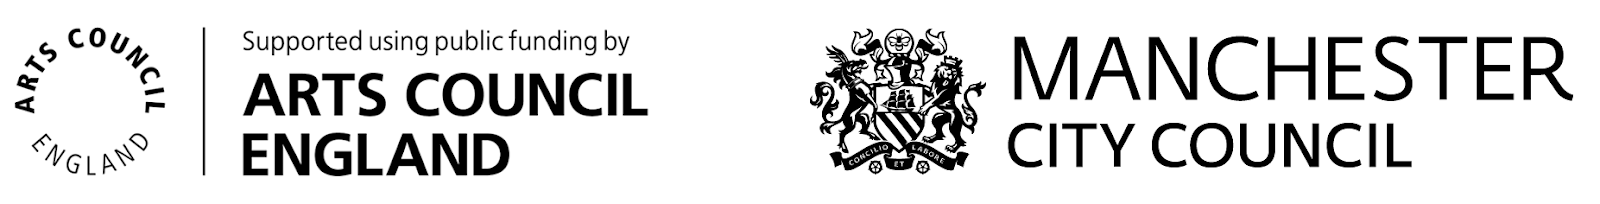 ARTS COUNCIL
ENGLAND
Supported using public funding by
ARTS COUNCIL
ENGLAND
CONCILIO ET LABORE
MANCHESTER
CITY COUNCIL